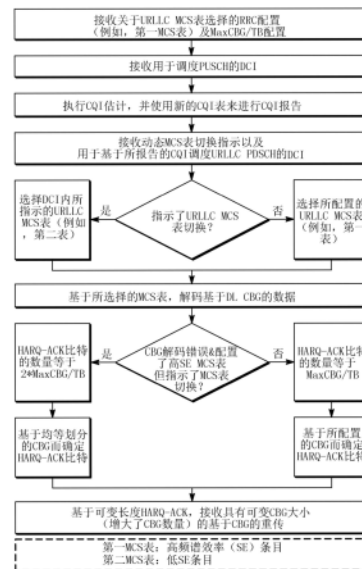 接收关于URLLC MCS表选择的RRC配置
（例如，第一MCS表）及MaxCBG/TB配置
接收用于调度PUSCH的DCI
执行CQI估计，并使用新的CQI表来进行CQI报告
接收动态MCS表切换指示以及
用于基于所报告的CQI调度URLLC PDSCH的DCI
选择DCI内所
指示的URLLC
MCS表（例如
，第二表）
是
指示了URLLC MCS
表切换？
否
选择所配置的
URLLC MCS表
（例如，第一
表）
基于所选择的MCS表，解码基于DL CBG的数据
HARQ-ACK比特
的数量等于
2*MaxCBG/TB
是
CBG解码错误&配置
了高SE MCS表
但指示了MCS
切换？
否
HARQ-ACK比特
的数量等于
MaxCBG/TB
基于均等划分
的CBG而确定
HARQ-ACK比特
基于所配置
的CBG而确定
HARQ-ACK比特
基于可变长度HARQ-ACK，接收具有可变CBG大小
（增大了CBG数量）的基于CBG的重传
第一MCS表：高频谱效率（SE）条目
第二MCS表：低SE条目